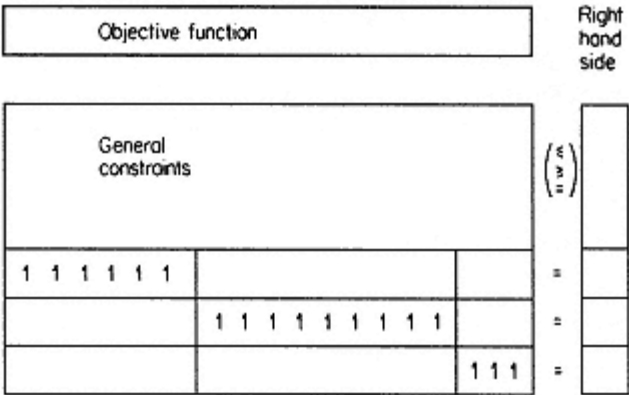 Objective function
Right
hand
side
General
constraints
(≤
≥
=)
1 1 1 1 1 1 =
1 1 1 1 1 1 1 1 1 =
1 1 1 =